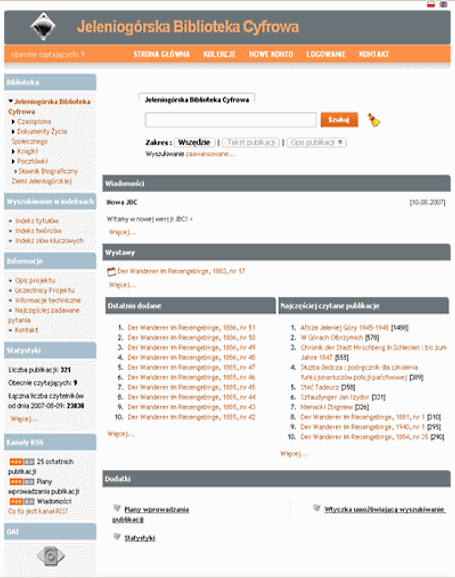 Jeleniogórska Biblioteka Cyfrowa
obecnie czytających: 9
STRONA GŁÓWNA KOLEKCJE NOWE KONTO LOGOWANIE KONTAKT
Biblioteka
Jeleniogórska Biblioteka
Cyfrowa
Czasopisma
Dokumenty Życia
Społecznego
Książki
Pocztówki
Słownik Biograficzny
Ziemi Jeleniogórskiej
Wyszukiwanie w indeksach
Indeks tytułów
Indeks twórców
Indeks słów kluczowych
Informacje
Opis projektu
Uczestnicy Projektu
Informacje techniczne
Najczęściej zadawane
pytania
Kontakt
Statystyki
Liczba publikacji: 321
Obecnie czytających: 9
Łączna liczba czytelników
od dnia 2007-08-09: 23838
Więcej...
Kanały RSS
25 ostatnich
publikacji
Plany
wprowadzania publikacji
Wiadomości
Co to jest kanał RSS?
OAI
Jeleniogórska Biblioteka Cyfrowa
Szukaj
Zakres: Wszędzie | Tekst publikacji | Opis publikacji ▼
Wyszukiwanie zaawansowane...
Wiadomości
Nowa JBC [10.08.2007]
Witamy w nowej wersji JBC! »
Więcej...
Wystawy
Der Wanderer im Riesengebirge, 1883, nr 17
Więcej...
Ostatnio dodane
1. Der Wanderer im Riesengebirge, 1886, nr 51
2. Der Wanderer im Riesengebirge, 1886, nr 50
3. Der Wanderer im Riesengebirge, 1886, nr 49
4. Der Wanderer im Riesengebirge, 1886, nr 48
5. Der Wanderer im Riesengebirge, 1886, nr 47
6. Der Wanderer im Riesengebirge, 1885, nr 46
7. Der Wanderer im Riesengebirge, 1885, nr 45
8. Der Wanderer im Riesengebirge, 1885, nr 44
9. Der Wanderer im Riesengebirge, 1885, nr 43
10. Der Wanderer im Riesengebirge, 1885, nr 42
Więcej...
Najczęściej czytane publikacje
1. Afisze Jeleniej Góry 1945-1948 [1488]
2. W Górach Olbrzymich [578]
3. Chronik der Stadt Hirschberg in Schlesien : bis zum
Jahre 1847 [555]
4. Służba śledcza : podręcznik dla szkolenia
funkcjonariuszów policji państwowej [389]
5. Steć Tadeusz [358]
6. Sztaudynger Jan Izydor [331]
7. Nienacki Zbigniew [326]
8. Der Wanderer im Riesengebirge, 1881, nr 1 [310]
9. Der Wanderer im Riesengebirge, 1940, nr 1 [295]
10. Der Wanderer im Riesengebirge, 1884, nr 35 [290]
Więcej...
Dodatki
Plany wprowadzania
publikacji
Statystyki
Wtyczka umożliwiająca wyszukiwanie